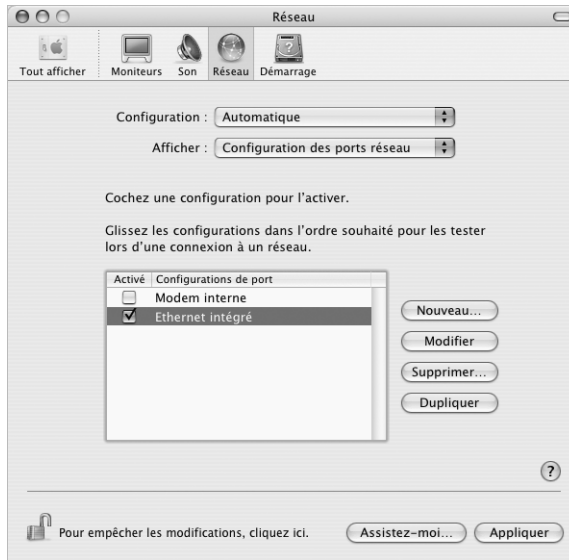 Réseau
Tout afficher
Moniteurs
Son
Réseau
Démarrage
Configuration : Automatique
Afficher : Configuration des ports réseau
Cochez une configuration pour l'activer.
Glissez les configurations dans l'ordre souhaité pour les tester
lors d'une connexion à un réseau.
Activé Configurations de port
Modem interne
Ethernet intégré
Nouveau...
Modifier
Supprimer...
Dupliquer
?
Pour empêcher les modifications, cliquez ici.
Assistez-moi...
Appliquer